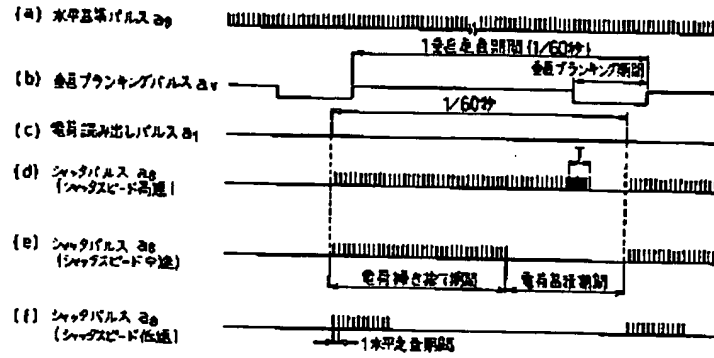 (a) 水平基準パルス a9
1垂直走査期間(1/60秒)
垂直ブランキング期間
(b) 垂直ブランキングパルス av
1/60秒
(c) 電荷読み出しパルス a1
(d) シャッタパルス a8
(シャッタスピード高速)
T
(e) シャッタパルス a8
(シャッタスピード中速)
電荷掃き捨て期間
電荷蓄積期間
(f) シャッタパルス a8
(シャッタスピード低速)
1水平走査期間